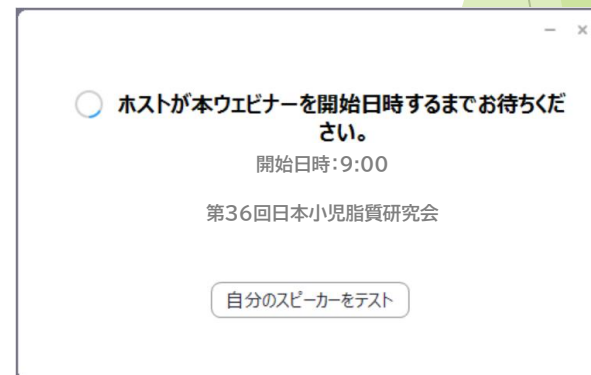 ホストが本ウェビナーを開始日時するまでお待ちくだ
さい。
開始日時:9:00
第36回日本小児脂質研究会
自分のスピーカーをテスト